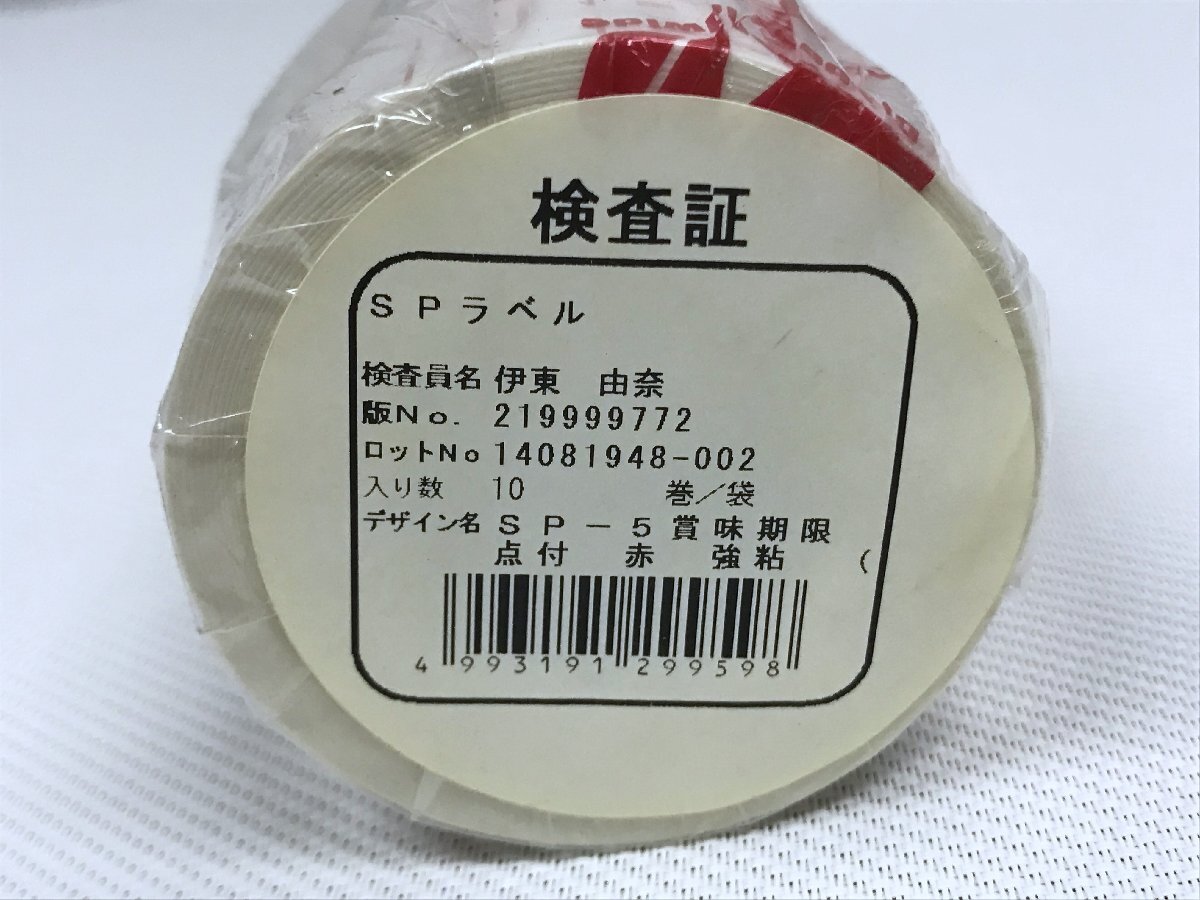 検査証
ＳＰラベル
検査員名 伊東　由奈
版Ｎｏ. 219999772
ロットNo 14081948-002
入り数 10 巻／袋
デザイン名 ＳＰ－５賞味期限
点付　赤　強粘 (
4 993191 299598